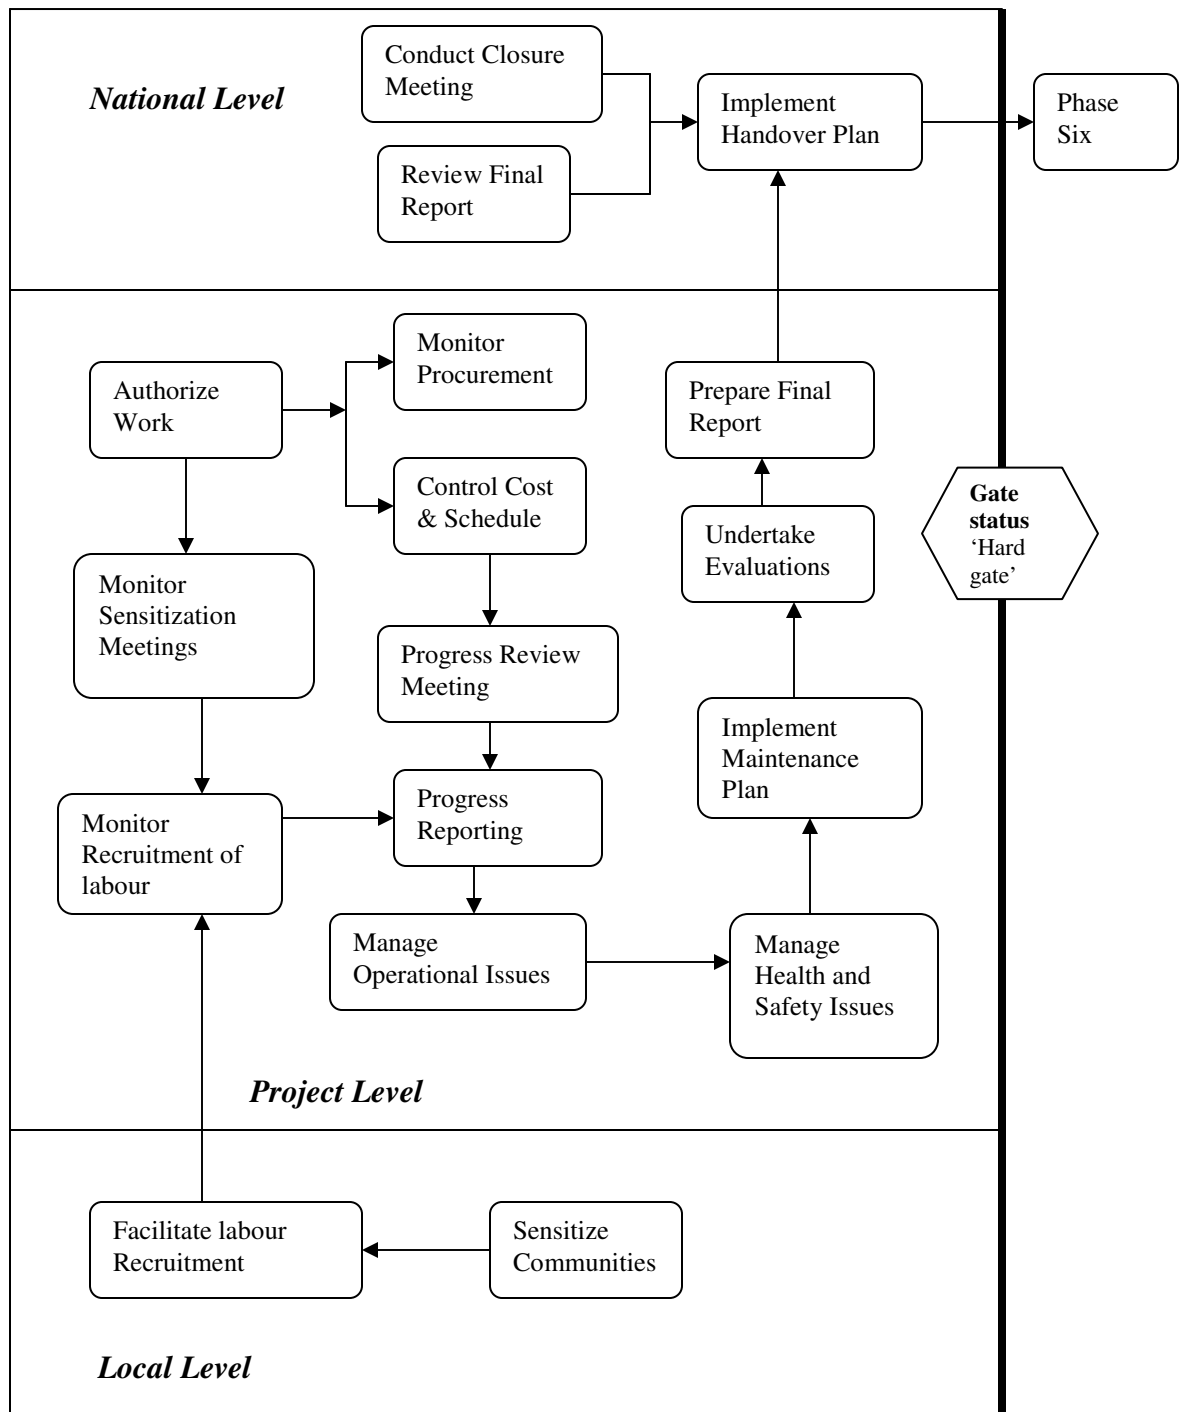 Conduct Closure
Meeting
National Level
Implement
Handover Plan
Phase
Six
Review Final
Report
Monitor
Procurement
Authorize
Work
Prepare Final
Report
Control Cost
& Schedule
Gate
status
‘Hard
gate’
Undertake
Evaluations
Monitor
Sensitization
Meetings
Progress Review
Meeting
Implement
Maintenance
Plan
Progress
Reporting
Monitor
Recruitment of
labour
Manage
Operational Issues
Manage
Health and
Safety Issues
Project Level
Facilitate labour
Recruitment
Sensitize
Communities
Local Level